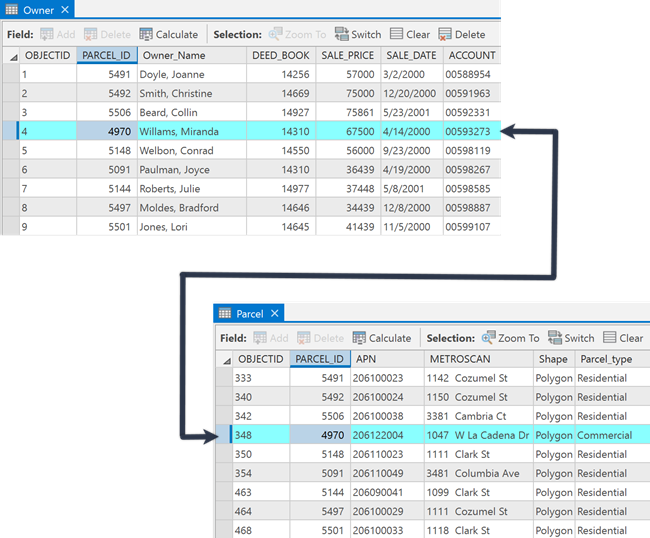 Owner ×
Field: Add Delete Calculate Selection: Zoom To Switch Clear Delete
OBJECTID PARCEL_ID Owner_Name DEED_BOOK SALE_PRICE SALE_DATE ACCOUNT
1 5491 Doyle, Joanne 14256 57000 3/2/2000 00588954
2 5492 Smith, Christine 14669 75000 12/20/2000 00591963
3 5506 Beard, Collin 14927 75861 5/23/2001 00592331
4 4970 Willams, Miranda 14310 67500 4/14/2000 00593273
5 5148 Welbon, Conrad 14550 56000 9/23/2000 00598119
6 5091 Paulman, Joyce 14310 36439 4/19/2000 00598267
7 5144 Roberts, Julie 14977 37448 5/8/2001 00598585
8 5497 Moldes, Bradford 14646 34439 12/8/2000 00598887
9 5501 Jones, Lori 14645 41439 11/5/2000 00599107
Parcel ×
Field: Add Delete Calculate Selection: Zoom To Switch Clear
OBJECTID PARCEL_ID APN METROSCAN Shape Parcel_type
333 5491 206100023 1142 Cozumel St Polygon Residential
340 5492 206100024 1150 Cozumel St Polygon Residential
342 5506 206100038 3381 Cambria Ct Polygon Residential
348 4970 206122004 1047 W La Cadena Dr Polygon Commercial
350 5148 206110023 1111 Clark St Polygon Residential
354 5091 206110049 3481 Columbia Ave Polygon Residential
463 5144 206090041 1099 Clark St Polygon Residential
464 5497 206100029 1111 Cozumel St Polygon Residential
468 5501 206100033 1118 Clark St Polygon Residential